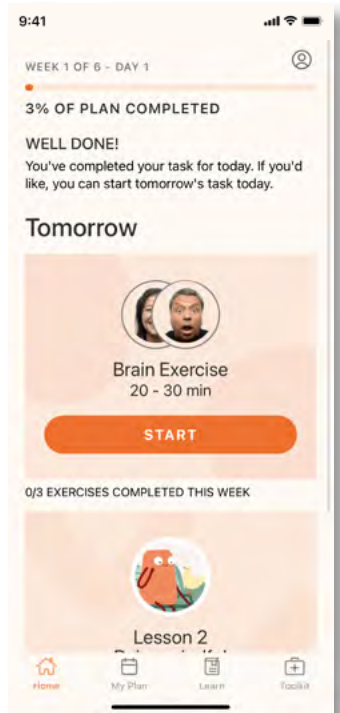 9:41
WEEK 1 OF 6 - DAY 1
3% OF PLAN COMPLETED
WELL DONE!
You've completed your task for today. If you'd
like, you can start tomorrow's task today.
Tomorrow
Brain Exercise
20 - 30 min
START
0/3 EXERCISES COMPLETED THIS WEEK
Lesson 2
Home My Plan Learn Toolkit